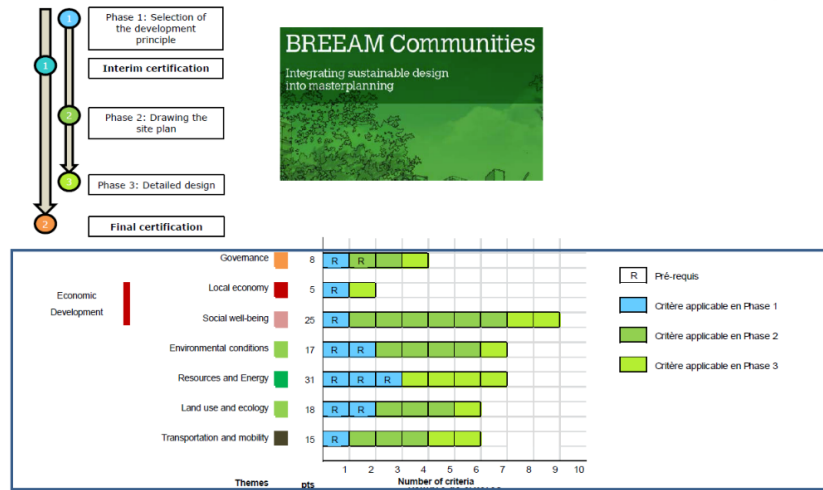 1
Phase 1: Selection of
the development
principle
1
Interim certification
2
Phase 2: Drawing the
site plan
3
Phase 3: Detailed design
2
Final certification
BREEAM Communities
Integrating sustainable design
into masterplanning
Economic
Development
Governance 8 R R
Local economy 5 R
Social well-being 25 R
Environmental conditions 17 R R
Resources and Energy 31 R R R
Land use and ecology 18 R R
Transportation and mobility 15 R
1 2 3 4 5 6 7 8 9 10
Themes pts Number of criteria
R Pré-requis
Critère applicable en Phase 1
Critère applicable en Phase 2
Critère applicable en Phase 3